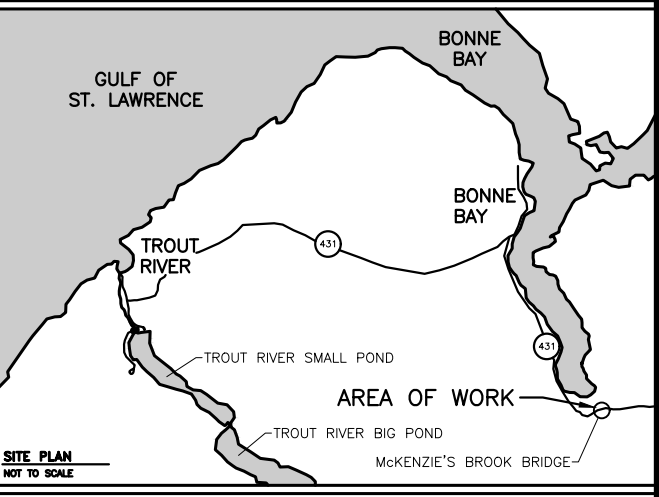 BONNE
BAY
GULF OF
ST. LAWRENCE
BONNE
BAY
TROUT
RIVER
431
431
TROUT RIVER SMALL POND
AREA OF WORK
TROUT RIVER BIG POND
McKENZIE'S BROOK BRIDGE
SITE PLAN
NOT TO SCALE